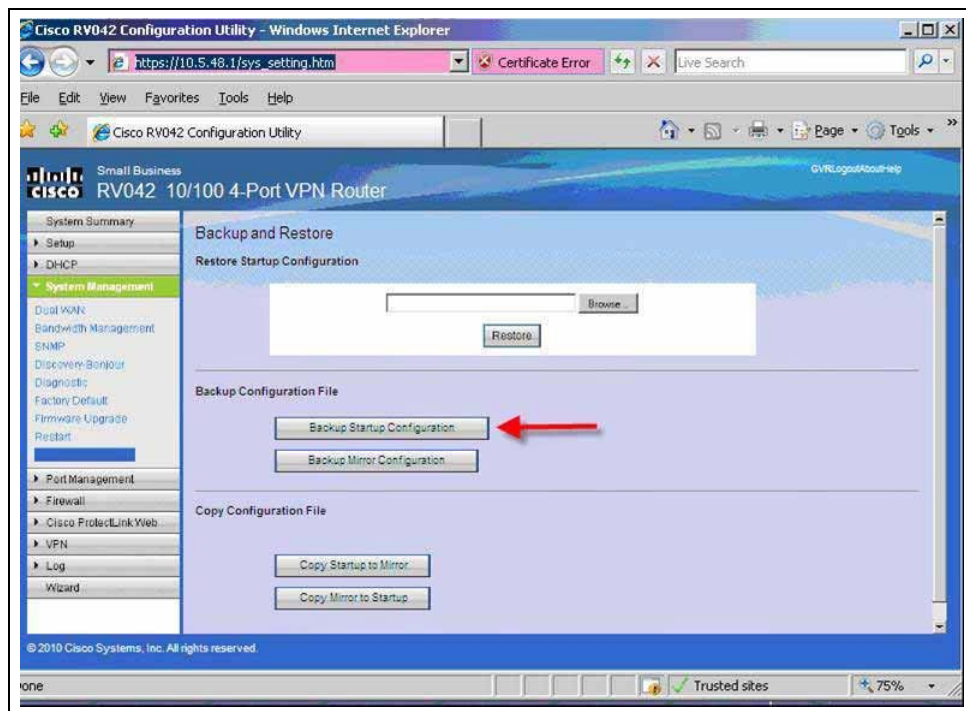 Cisco RV042 Configuration Utility - Windows Internet Explorer
https://10.5.48.1/sys_setting.htm
Certificate Error
Live Search
File Edit View Favorites Tools Help
Cisco RV042 Configuration Utility
Page
Tools
»
cisco
Small Business
RV042 10/100 4-Port VPN Router
GVRLogoutAboutHelp
System Summary
Setup
DHCP
System Management
Dual WAN
Bandwidth Management
SNMP
Discovery-Bonjour
Diagnostic
Factory Default
Firmware Upgrade
Restart
Port Management
Firewall
Cisco ProtectLink Web
VPN
Log
Wizard
Backup and Restore
Restore Startup Configuration
Browse...
Restore
Backup Configuration File
Backup Startup Configuration
Backup Mirror Configuration
Copy Configuration File
Copy Startup to Mirror
Copy Mirror to Startup
© 2010 Cisco Systems, Inc. All rights reserved.
one
Trusted sites
75%